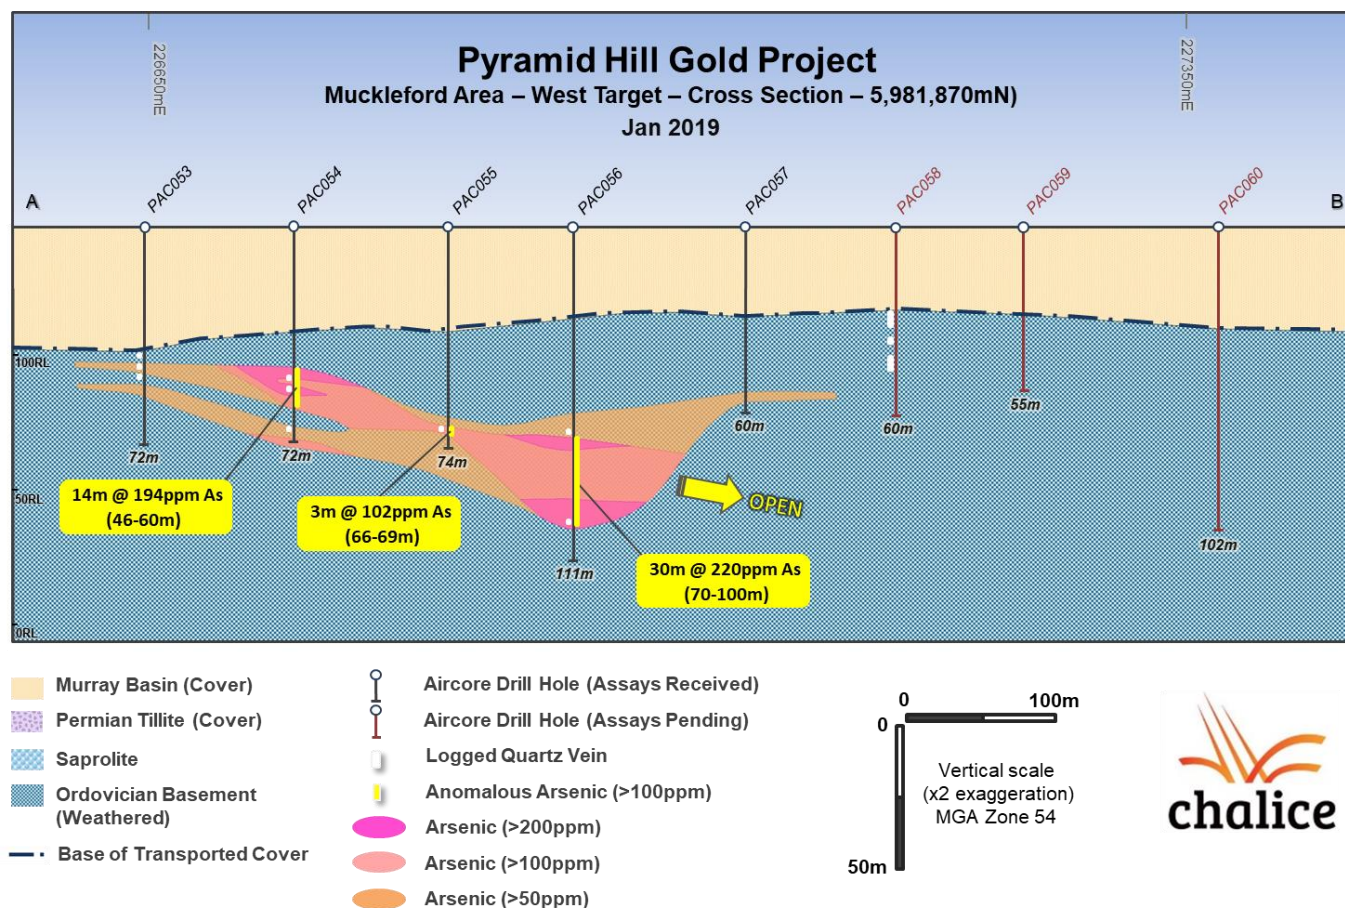 226650mE
227350mE
Pyramid Hill Gold Project
Muckleford Area – West Target – Cross Section – 5,981,870mN)
Jan 2019
A
PAC053
PAC054
PAC055
PAC056
PAC057
PAC058
PAC059
PAC060
B
100RL
50RL
0RL
72m
72m
74m
111m
60m
60m
55m
102m
14m @ 194ppm As
(46-60m)
3m @ 102ppm As
(66-69m)
30m @ 220ppm As
(70-100m)
OPEN
Murray Basin (Cover)
Permian Tillite (Cover)
Saprolite
Ordovician Basement
(Weathered)
Base of Transported Cover
Aircore Drill Hole (Assays Received)
Aircore Drill Hole (Assays Pending)
Logged Quartz Vein
Anomalous Arsenic (>100ppm)
Arsenic (>200ppm)
Arsenic (>100ppm)
Arsenic (>50ppm)
0
100m
0
50m
Vertical scale
(x2 exaggeration)
MGA Zone 54
chalice